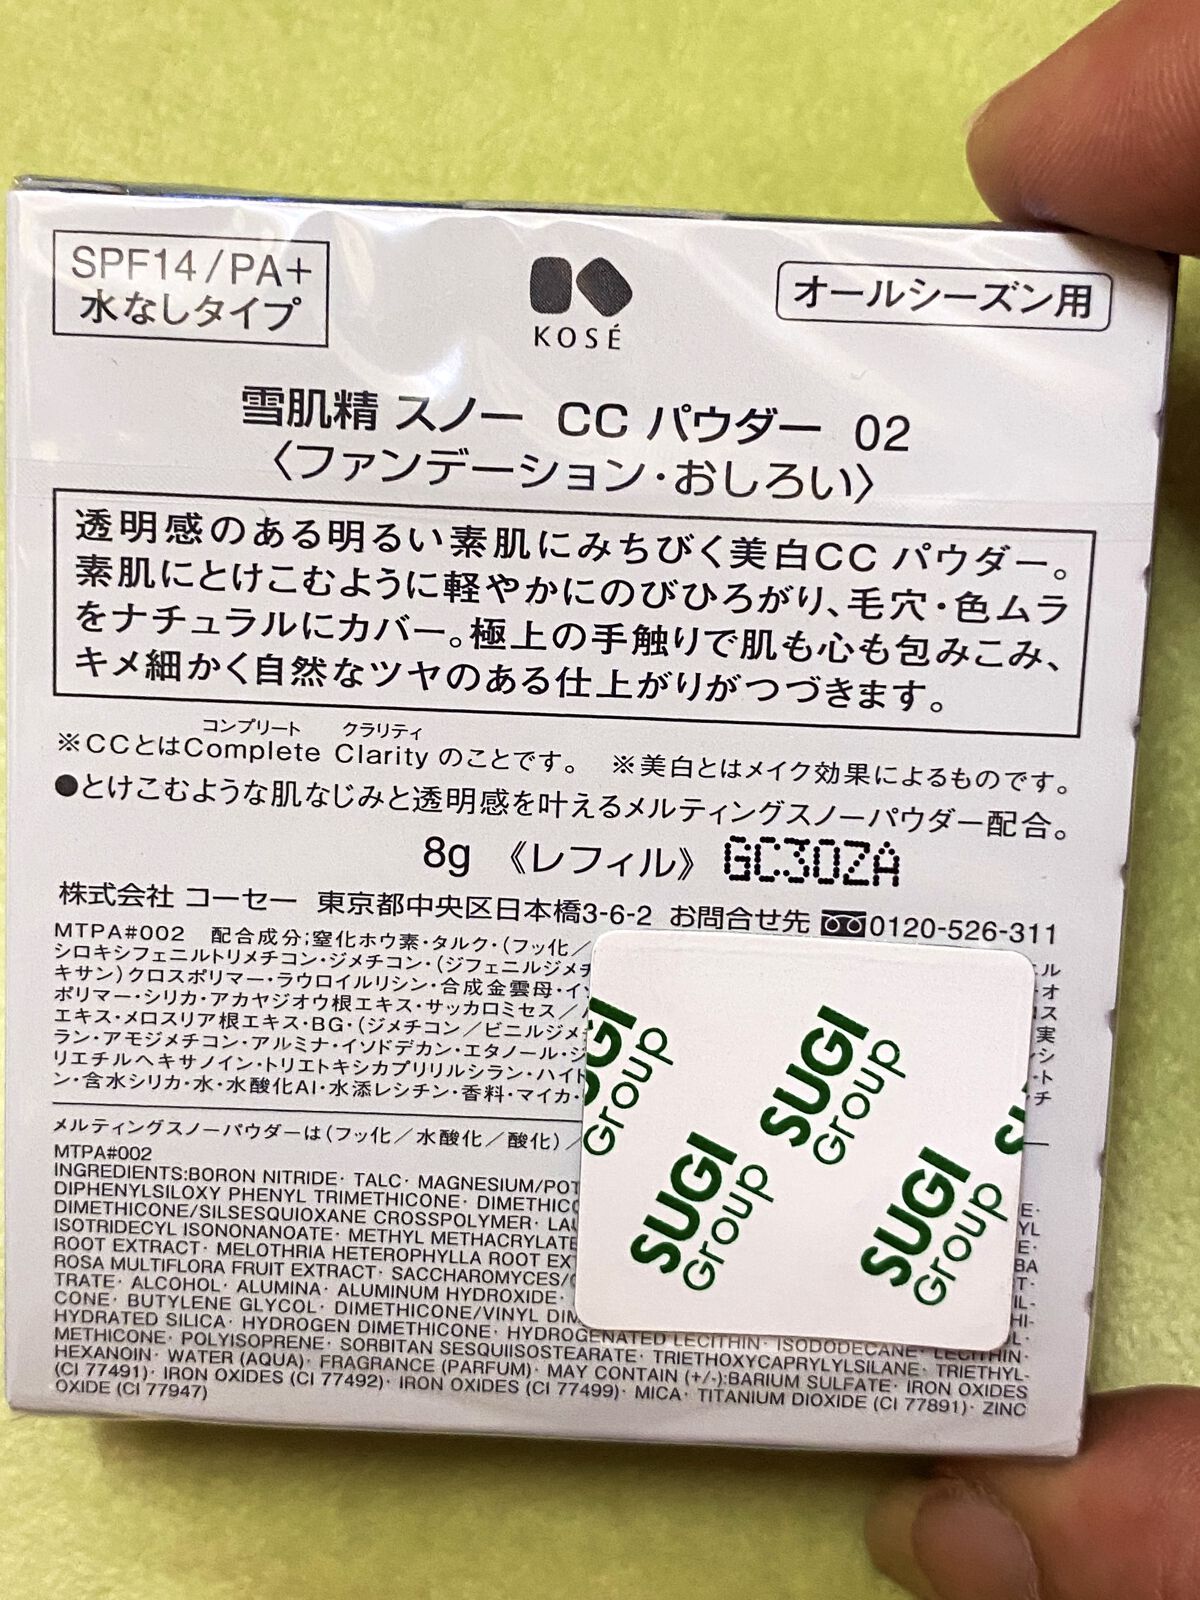 SPF14/PA+
水なしタイプ
KOSÉ
オールシーズン用
雪肌精 スノー CC パウダー 02
〈ファンデーション・おしろい〉
透明感のある明るい素肌にみちびく美白CC パウダー。
素肌にとけこむように軽やかにのびひろがり、毛穴・色ムラ
をナチュラルにカバー。極上の手触りで肌も心も包みこみ、
キメ細かく自然なツヤのある仕上がりがつづきます。
コンプリート クラリティ
※CCとはComplete Clarity のことです。 ※美白とはメイク効果によるものです。
●とけこむような肌なじみと透明感を叶えるメルティングスノーパウダー配合。
8g 《レフィル》 GC30ZA
株式会社 コーセー 東京都中央区日本橋3-6-2 お問合せ先 0120-526-311
MTPA#002 配合成分;窒化ホウ素・タルク・(フッ化/
シロキシフェニルトリメチコン・ジメチコン・(ジフェニルジメチ ル
キサン)クロスポリマー・ラウロイルリシン・合成金雲母・イソ ・オ
ポリマー・シリカ・アカヤジオウ根エキス・サッカロミセス/ ロス
エキス・メロスリア根エキス・BG・(ジメチコン/ビニルジメチ 実
ラン・アモジメチコン・アルミナ・イソドデカン・エタノール・ジ シ
リエチルヘキサノイン・トリエトキシカプリリルシラン・ハイド ・ト
ン・含水シリカ・水・水酸化Al・水添レシチン・香料・マイカ・ チ
メルティングスノーパウダーは(フッ化/水酸化/酸化)/
MTPA#002
INGREDIENTS:BORON NITRIDE· TALC· MAGNESIUM/POT
DIPHENYLSILOXY PHENYL TRIMETHICONE· DIMETHICO E·
DIMETHICONE/SILSESQUIOXANE CROSSPOLYMER· LAU YL
ISOTRIDECYL ISONONANOATE· METHYL METHACRYLATE E·
ROOT EXTRACT· MELOTHRIA HETEROPHYLLA ROOT EX BA
ROSA MULTIFLORA FRUIT EXTRACT· SACCHAROMYCES/ T·
TRATE· ALCOHOL· ALUMINA· ALUMINUM HYDROXIDE· IL-
CONE· BUTYLENE GLYCOL· DIMETHICONE/VINYL DIM HI-
HYDRATED SILICA· HYDROGEN DIMETHICONE· HYDROGENATED LECITHIN· ISODODECANE· LECITHIN·
METHICONE· POLYISOPRENE· SORBITAN SESQUIISOSTEARATE· TRIETHOXYCAPRYLYLSILANE· TRIETHYL-
HEXANOIN· WATER (AQUA)· FRAGRANCE (PARFUM)· MAY CONTAIN (+/-):BARIUM SULFATE· IRON OXIDES
(CI 77491)· IRON OXIDES (CI 77492)· IRON OXIDES (CI 77499)· MICA· TITANIUM DIOXIDE (CI 77891)· ZINC
OXIDE (CI 77947)
SUGI
Group
SUGI
Group
SUGI
Group
SUGI
Group